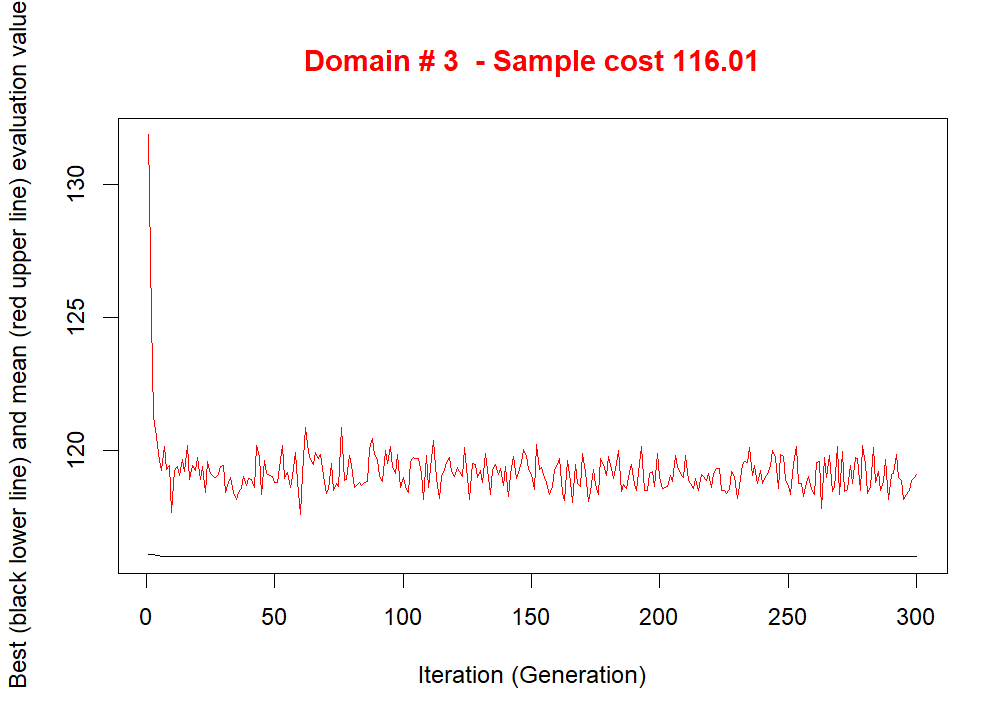 Domain # 3  - Sample cost 116.01
Best (black lower line) and mean (red upper line) evaluation value
130
125
120
0 50 100 150 200 250 300
Iteration (Generation)